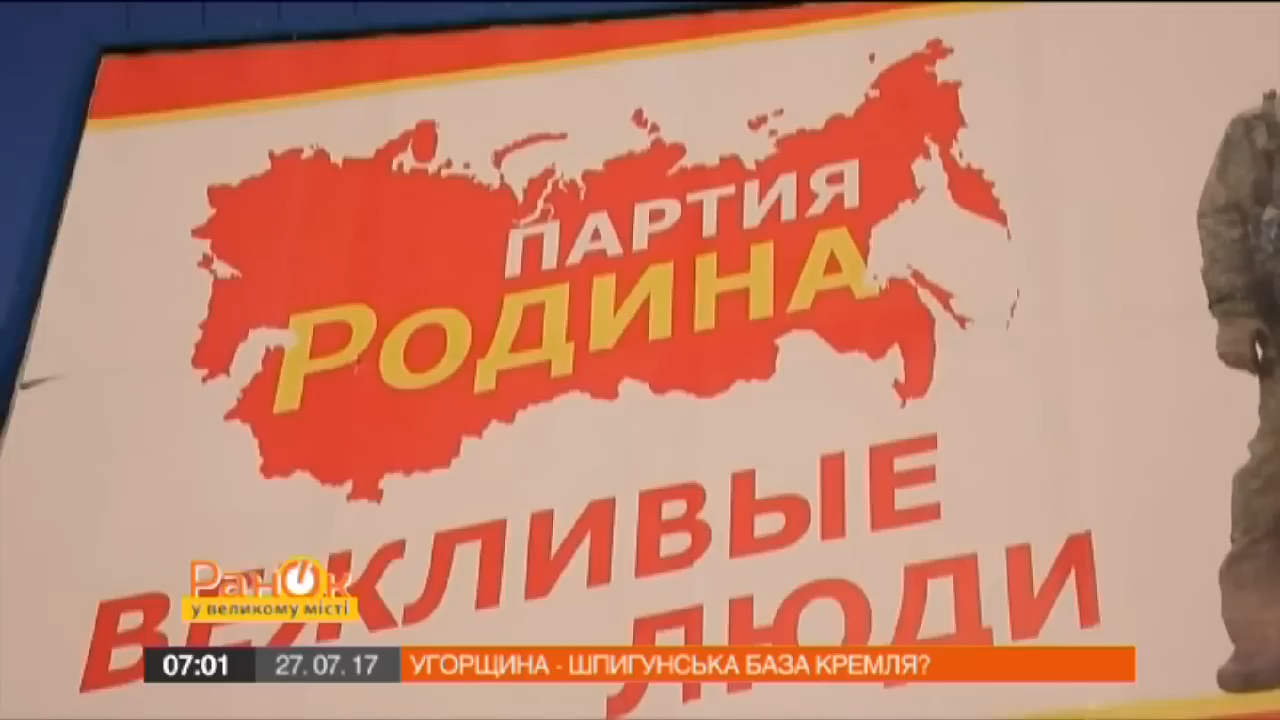 ПАРТИЯ
РОДИНА
ВЕЖЛИВЫЕ
ЛЮДИ
Ранок
у великому місті
07:01
27. 07. 17
УГОРЩИНА - ШПИГУНСЬКА БАЗА КРЕМЛЯ?